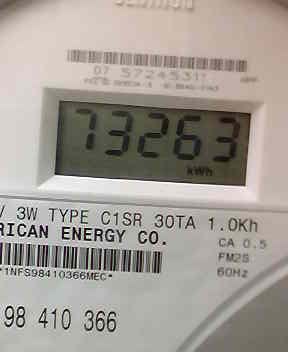 07 5724531
73263
kWh
V 3W TYPE C1SR 30TA 1.0Kh
RICAN ENERGY CO.
CA 0.5
FM2S
60Hz
*1NFS98410366MEC*
98 410 366